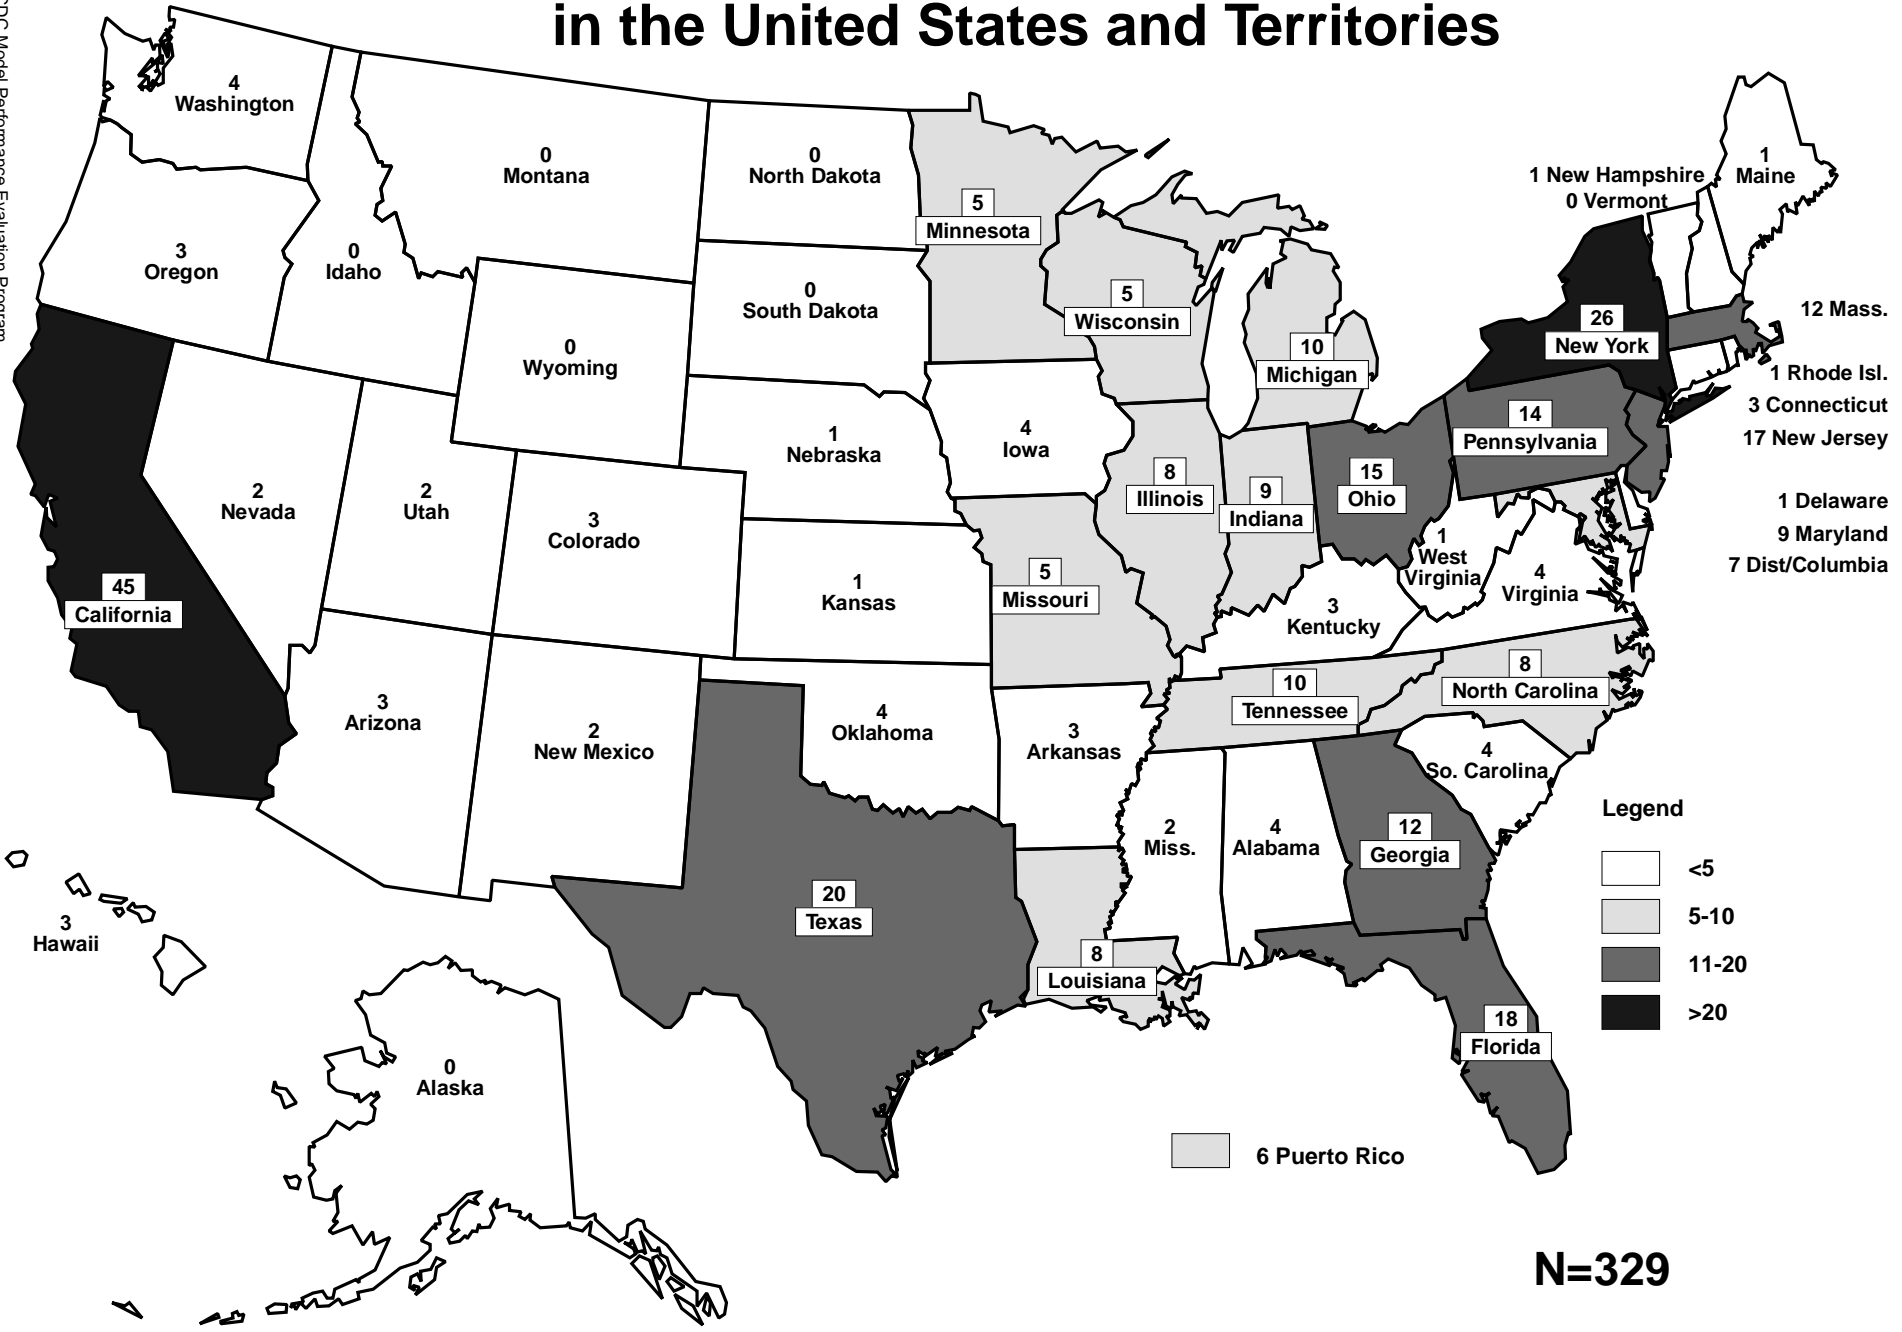 in the United States and Territories
CDC Model Performance Evaluation Program
4
Washington
0
Montana
0
North Dakota
5
Minnesota
1 New Hampshire
0 Vermont
1
Maine
3
Oregon
0
Idaho
0
South Dakota
5
Wisconsin
0
Wyoming
10
Michigan
26
New York
12 Mass.
1 Rhode Isl.
3 Connecticut
17 New Jersey
1
Nebraska
4
Iowa
14
Pennsylvania
2
Nevada
2
Utah
3
Colorado
8
Illinois
9
Indiana
15
Ohio
1 Delaware
9 Maryland
7 Dist/Columbia
45
California
1
Kansas
5
Missouri
3
Kentucky
1
West
Virginia
4
Virginia
3
Arizona
2
New Mexico
4
Oklahoma
3
Arkansas
10
Tennessee
8
North Carolina
4
So. Carolina
20
Texas
2
Miss.
4
Alabama
12
Georgia
8
Louisiana
18
Florida
3
Hawaii
0
Alaska
Legend
<5
5-10
11-20
>20
6 Puerto Rico
N=329